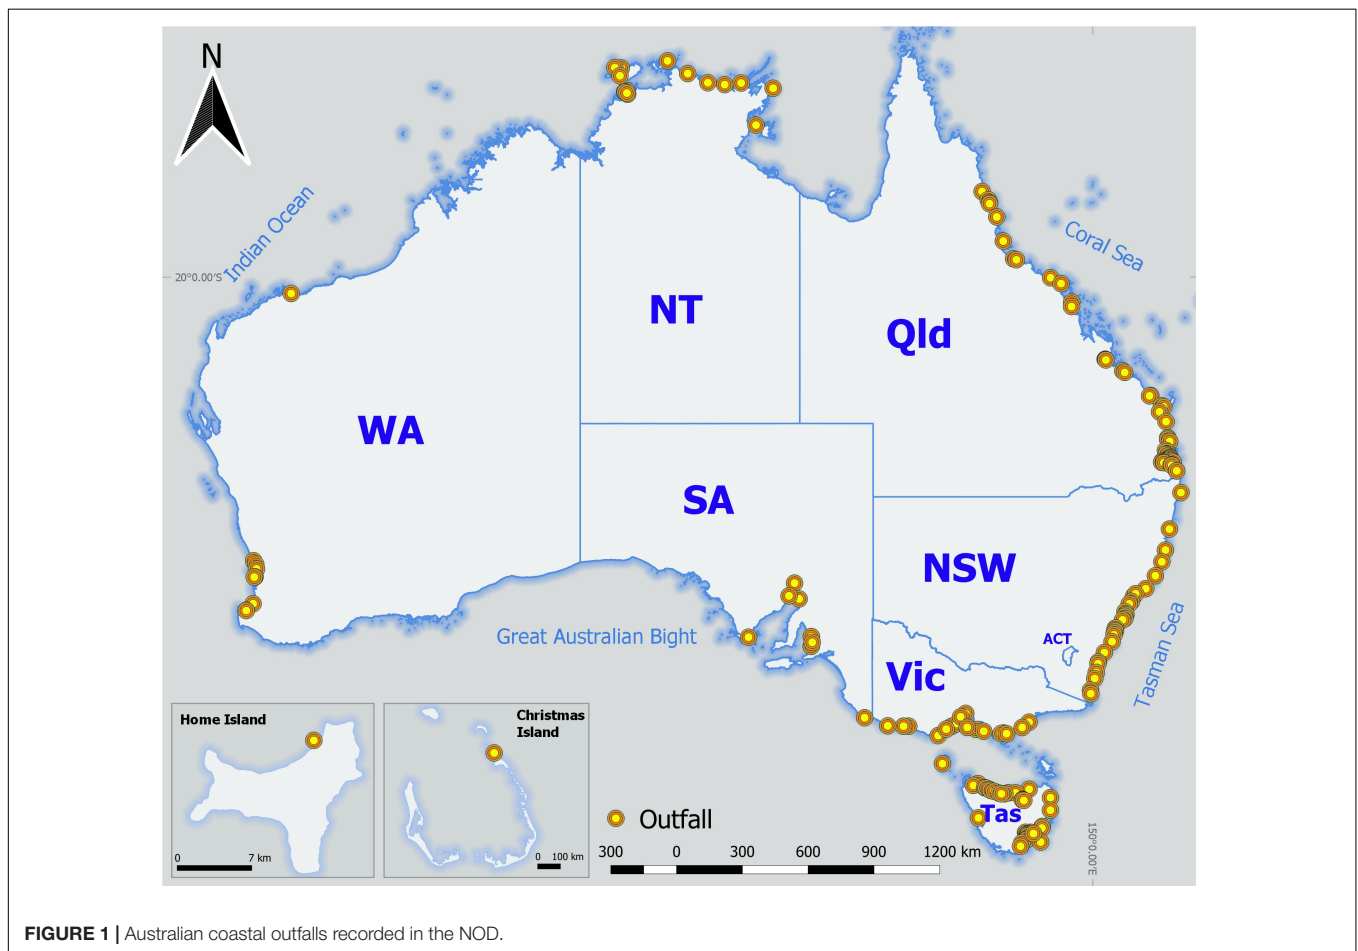 N
Indian Ocean
Coral Sea
20°0.00'S
NT
Qld
WA
SA
NSW
Great Australian Bight
ACT
Tasman Sea
Vic
Home Island
0 7 km
Christmas
Island
0 100 km
Tas
Outfall
300 0 300 600 900 1200 km
150°0.00'E
FIGURE 1 | Australian coastal outfalls recorded in the NOD.